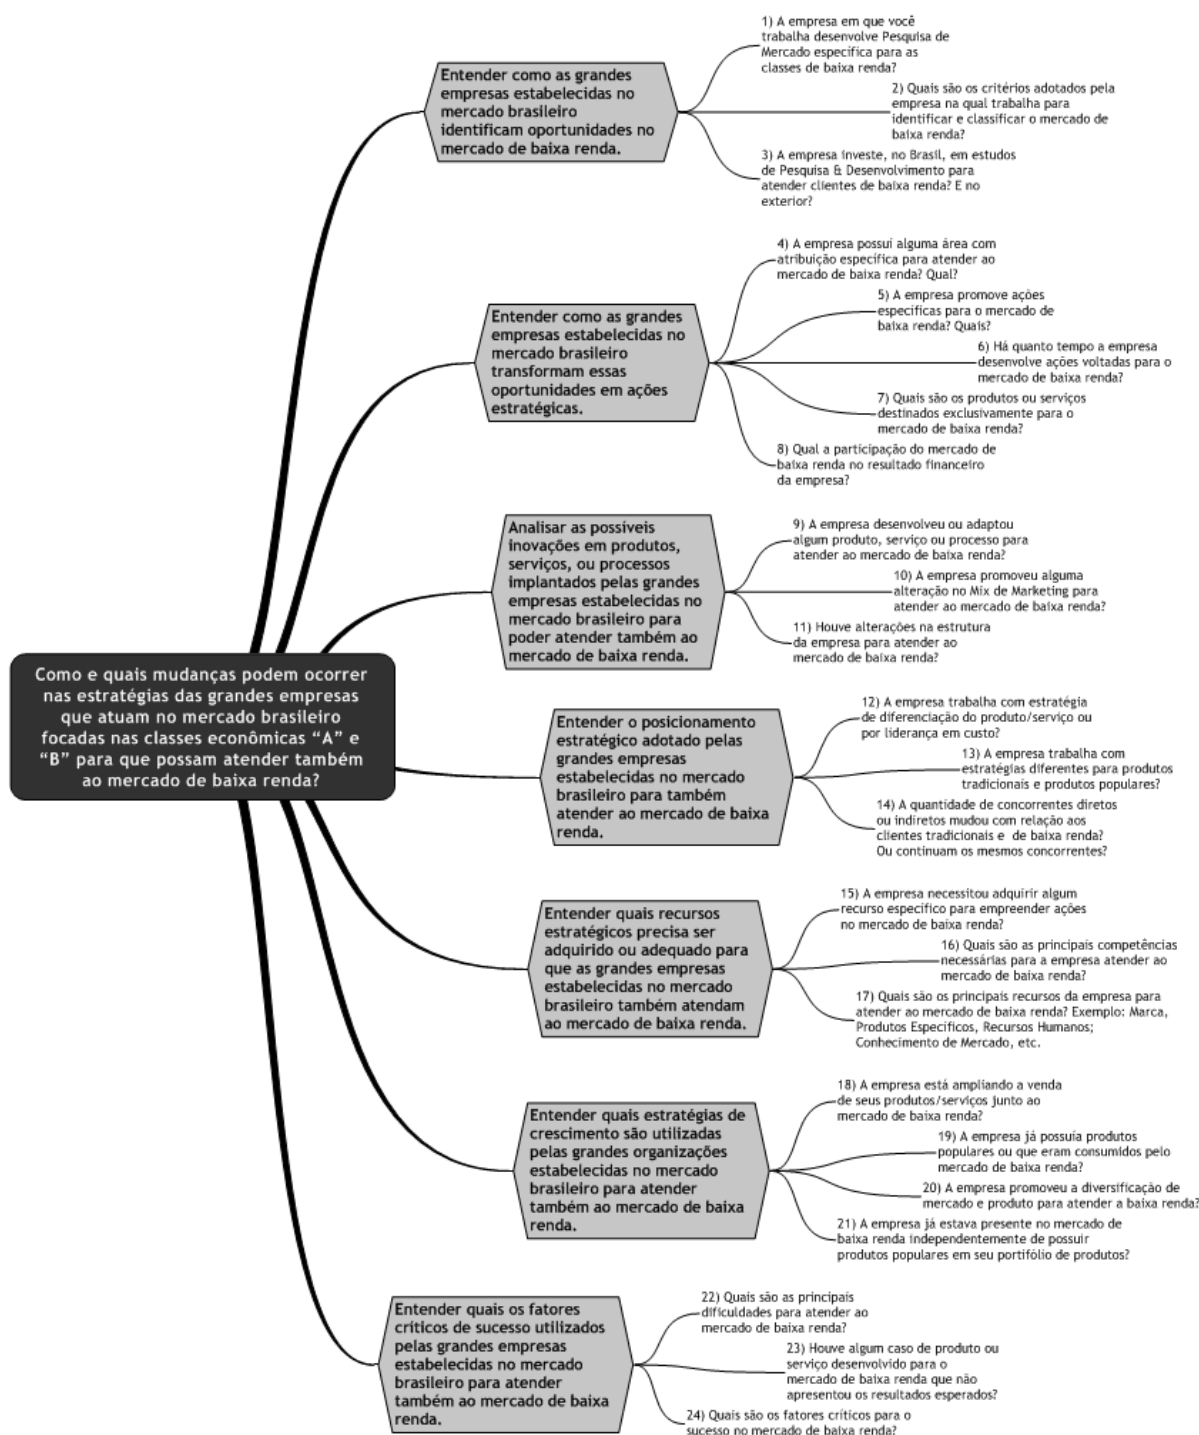 1) A empresa em que você
trabalha desenvolve Pesquisa de
Mercado específica para as
classes de baixa renda?
Entender como as grandes
empresas estabelecidas no
mercado brasileiro
identificam oportunidades no
mercado de baixa renda.
2) Quais são os critérios adotados pela
empresa na qual trabalha para
identificar e classificar o mercado de
baixa renda?
3) A empresa investe, no Brasil, em estudos
de Pesquisa & Desenvolvimento para
atender clientes de baixa renda? E no
exterior?
4) A empresa possui alguma área com
atribuição específica para atender ao
mercado de baixa renda? Qual?
Entender como as grandes
empresas estabelecidas no
mercado brasileiro
transformam essas
oportunidades em ações
estratégicas.
5) A empresa promove ações
específicas para o mercado de
baixa renda? Quais?
6) Há quanto tempo a empresa
desenvolve ações voltadas para o
mercado de baixa renda?
7) Quais são os produtos ou serviços
destinados exclusivamente para o
mercado de baixa renda?
8) Qual a participação do mercado de
baixa renda no resultado financeiro
da empresa?
Analisar as possíveis
inovações em produtos,
serviços, ou processos
implantados pelas grandes
empresas estabelecidas no
mercado brasileiro para
poder atender também ao
mercado de baixa renda.
9) A empresa desenvolveu ou adaptou
algum produto, serviço ou processo para
atender ao mercado de baixa renda?
10) A empresa promoveu alguma
alteração no Mix de Marketing para
atender ao mercado de baixa renda?
11) Houve alterações na estrutura
da empresa para atender ao
mercado de baixa renda?
Como e quais mudanças podem ocorrer
nas estratégias das grandes empresas
que atuam no mercado brasileiro
focadas nas classes econômicas “A” e
“B” para que possam atender também
ao mercado de baixa renda?
Entender o posicionamento
estratégico adotado pelas
grandes empresas
estabelecidas no mercado
brasileiro para também
atender ao mercado de baixa
renda.
12) A empresa trabalha com estratégia
de diferenciação do produto/serviço ou
por liderança em custo?
13) A empresa trabalha com
estratégias diferentes para produtos
tradicionais e produtos populares?
14) A quantidade de concorrentes diretos
ou indiretos mudou com relação aos
clientes tradicionais e de baixa renda?
Ou continuam os mesmos concorrentes?
Entender quais recursos
estratégicos precisa ser
adquirido ou adequado para
que as grandes empresas
estabelecidas no mercado
brasileiro também atendam
ao mercado de baixa renda.
15) A empresa necessitou adquirir algum
recurso específico para empreender ações
no mercado de baixa renda?
16) Quais são as principais competências
necessárias para a empresa atender ao
mercado de baixa renda?
17) Quais são os principais recursos da empresa para
atender ao mercado de baixa renda? Exemplo: Marca,
Produtos Específicos, Recursos Humanos;
Conhecimento de Mercado, etc.
Entender quais estratégias de
crescimento são utilizadas
pelas grandes organizações
estabelecidas no mercado
brasileiro para atender
também ao mercado de baixa
renda.
18) A empresa está ampliando a venda
de seus produtos/serviços junto ao
mercado de baixa renda?
19) A empresa já possuía produtos
populares ou que eram consumidos pelo
mercado de baixa renda?
20) A empresa promoveu a diversificação de
mercado e produto para atender a baixa renda?
21) A empresa já estava presente no mercado de
baixa renda independentemente de possuir
produtos populares em seu portifólio de produtos?
Entender quais os fatores
críticos de sucesso utilizados
pelas grandes empresas
estabelecidas no mercado
brasileiro para atender
também ao mercado de baixa
renda.
22) Quais são as principais
dificuldades para atender ao
mercado de baixa renda?
23) Houve algum caso de produto ou
serviço desenvolvido para o
mercado de baixa renda que não
apresentou os resultados esperados?
24) Quais são os fatores críticos para o
sucesso no mercado de baixa renda?